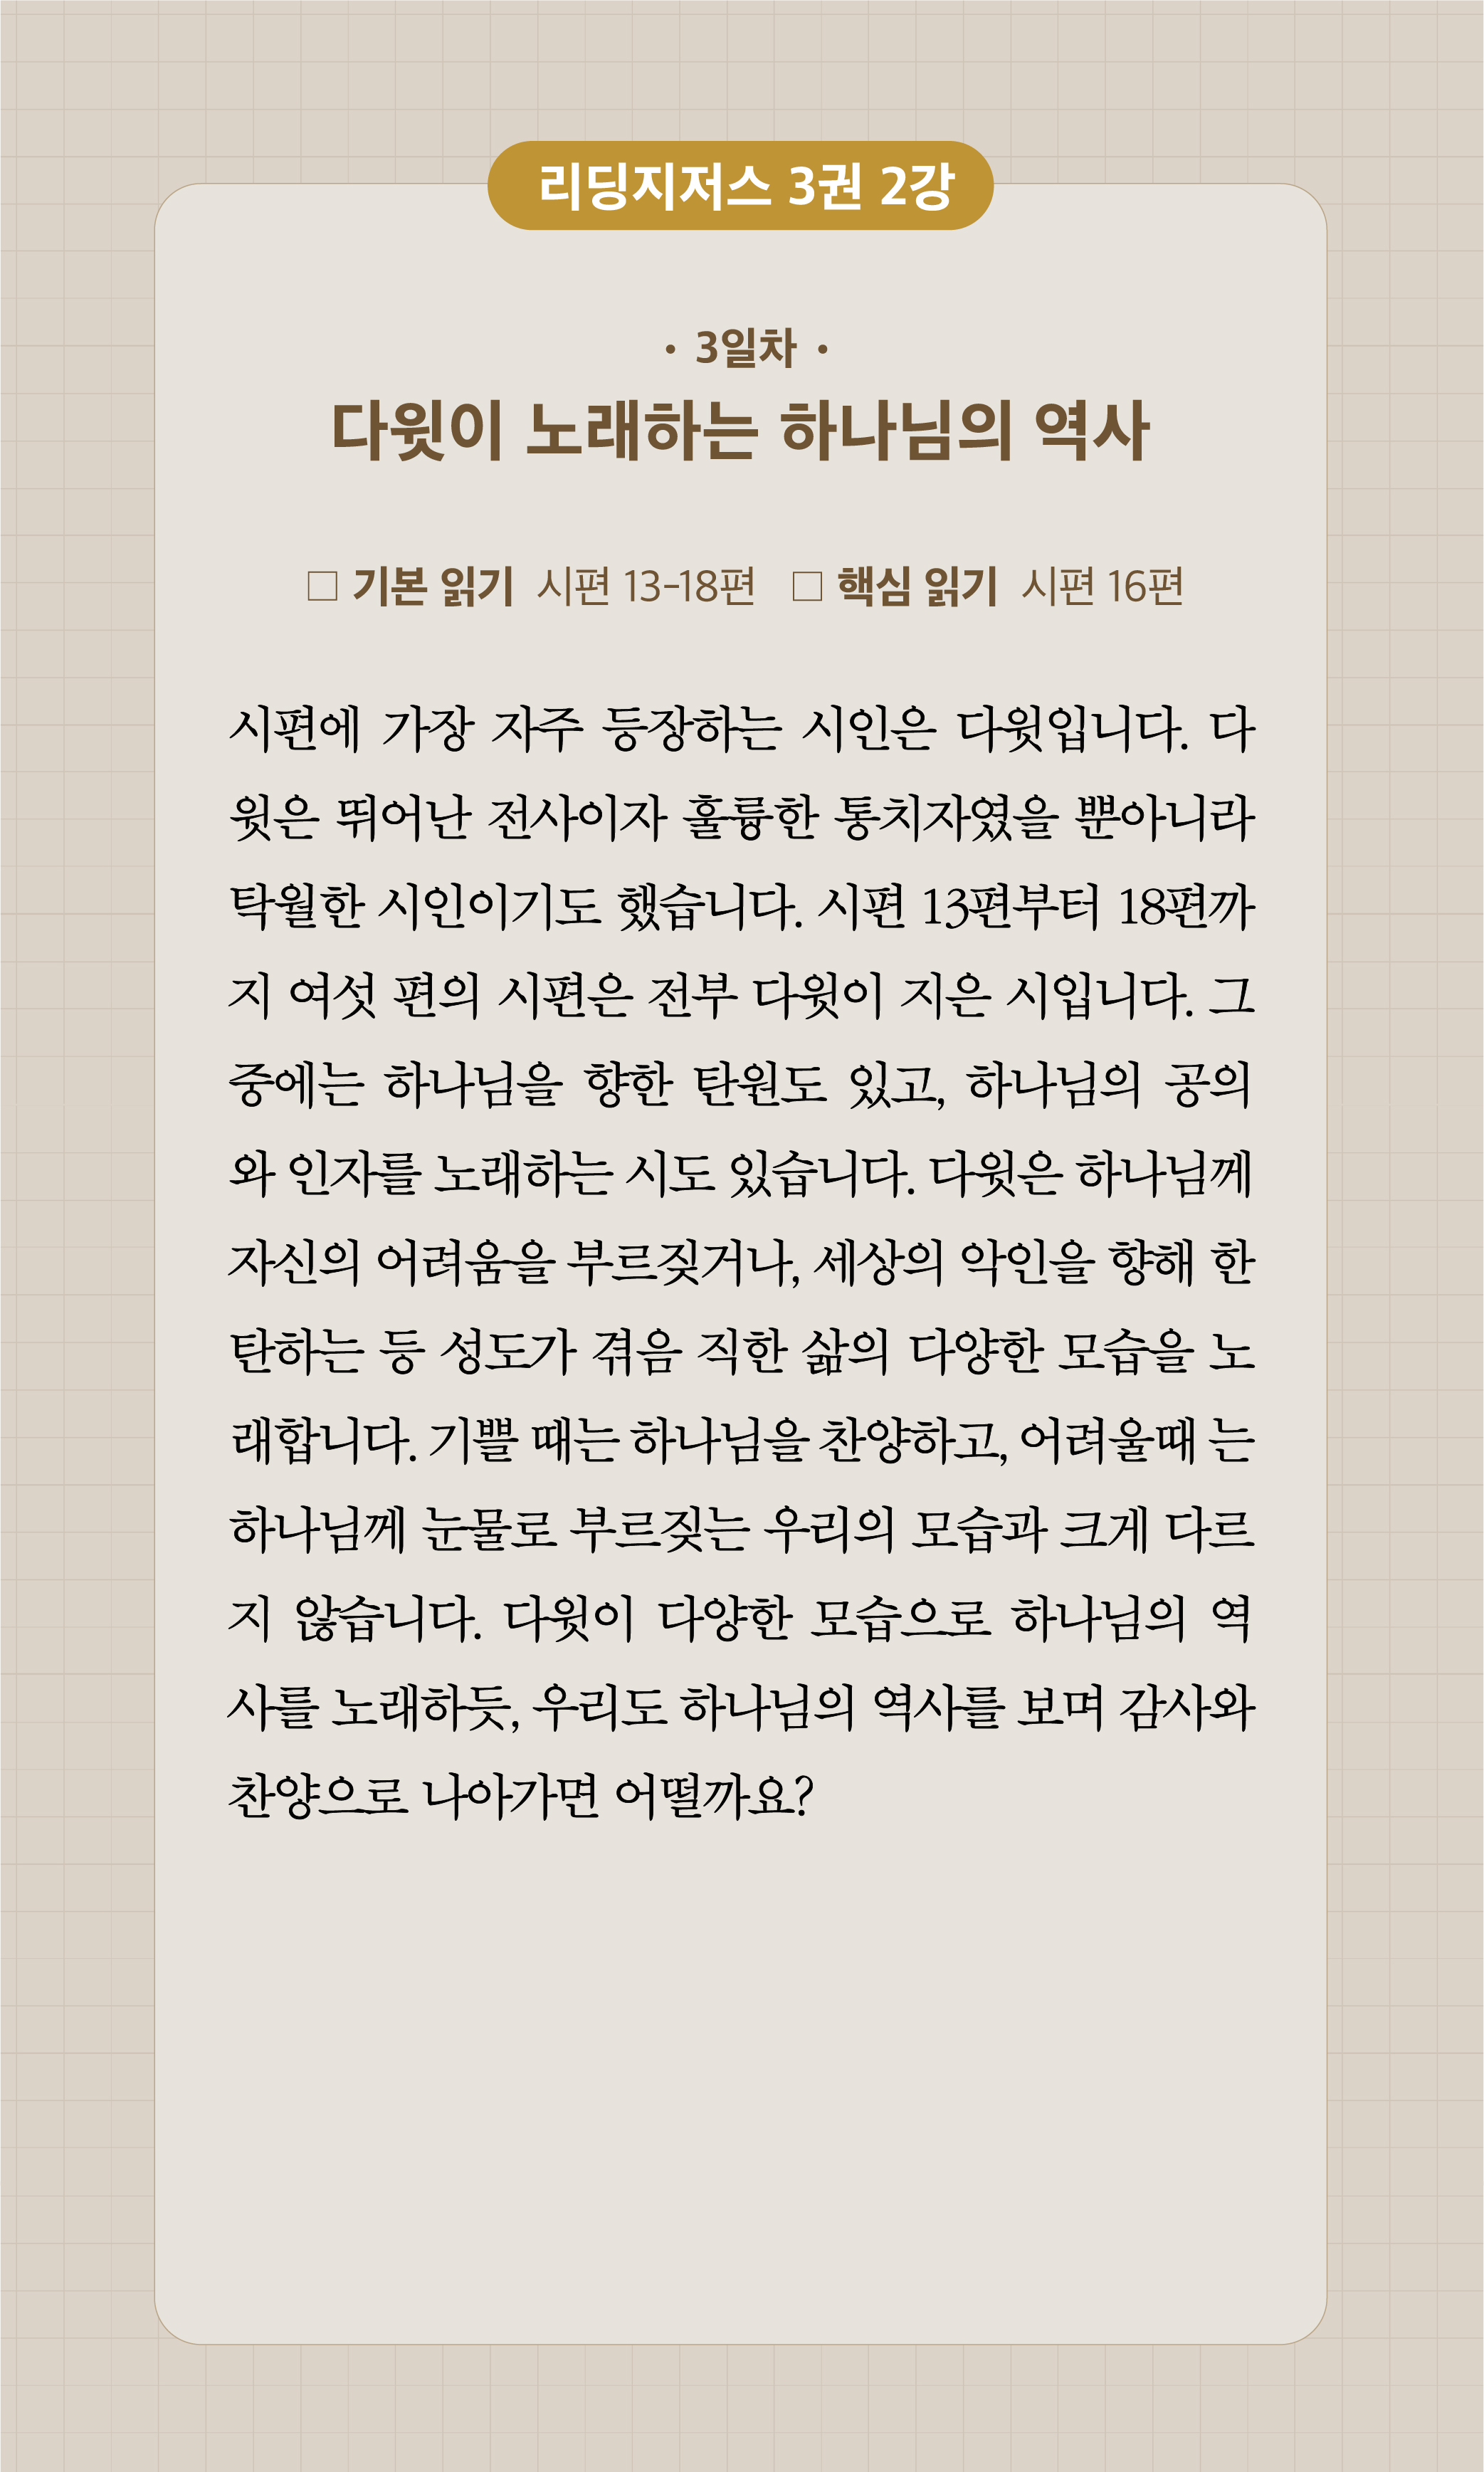 리딩지저스 3권 2강
· 3일차 ·
다윗이 노래하는 하나님의 역사
□ 기본 읽기 시편 13-18편 □ 핵심 읽기 시편 16편
시편에 가장 자주 등장하는 시인은 다윗입니다. 다
윗은 뛰어난 전사이자 훌륭한 통치자였을 뿐아니라
탁월한 시인이기도 했습니다. 시편 13편부터 18편까
지 여섯 편의 시편은 전부 다윗이 지은 시입니다. 그
중에는 하나님을 향한 탄원도 있고, 하나님의 공의
와 인자를 노래하는 시도 있습니다. 다윗은 하나님께
자신의 어려움을 부르짖거나, 세상의 악인을 향해 한
탄하는 등 성도가 겪음 직한 삶의 다양한 모습을 노
래합니다. 기쁠 때는 하나님을 찬양하고, 어려울때 는
하나님께 눈물로 부르짖는 우리의 모습과 크게 다르
지 않습니다. 다윗이 다양한 모습으로 하나님의 역
사를 노래하듯, 우리도 하나님의 역사를 보며 감사와
찬양으로 나아가면 어떨까요?